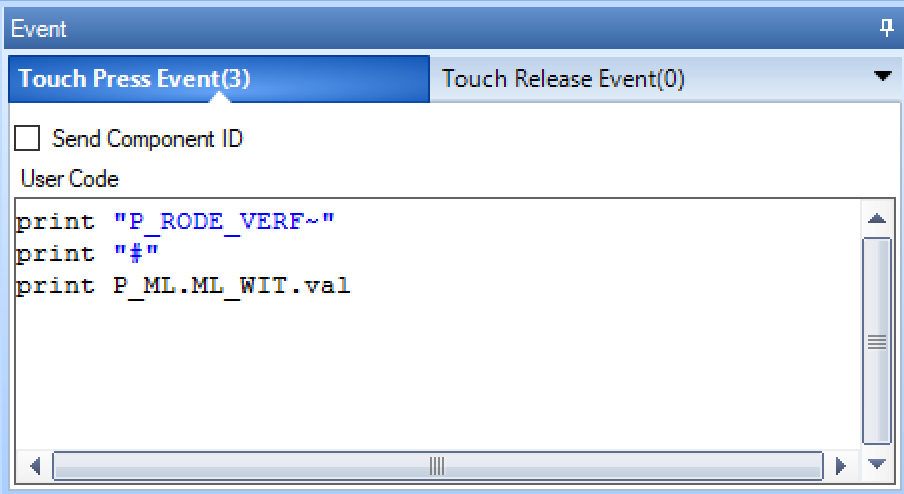 Event
Touch Press Event(3)
Touch Release Event(0)
Send Component ID
User Code
print "P_RODE_VERF~"
print "#"
print P_ML.ML_WIT.val